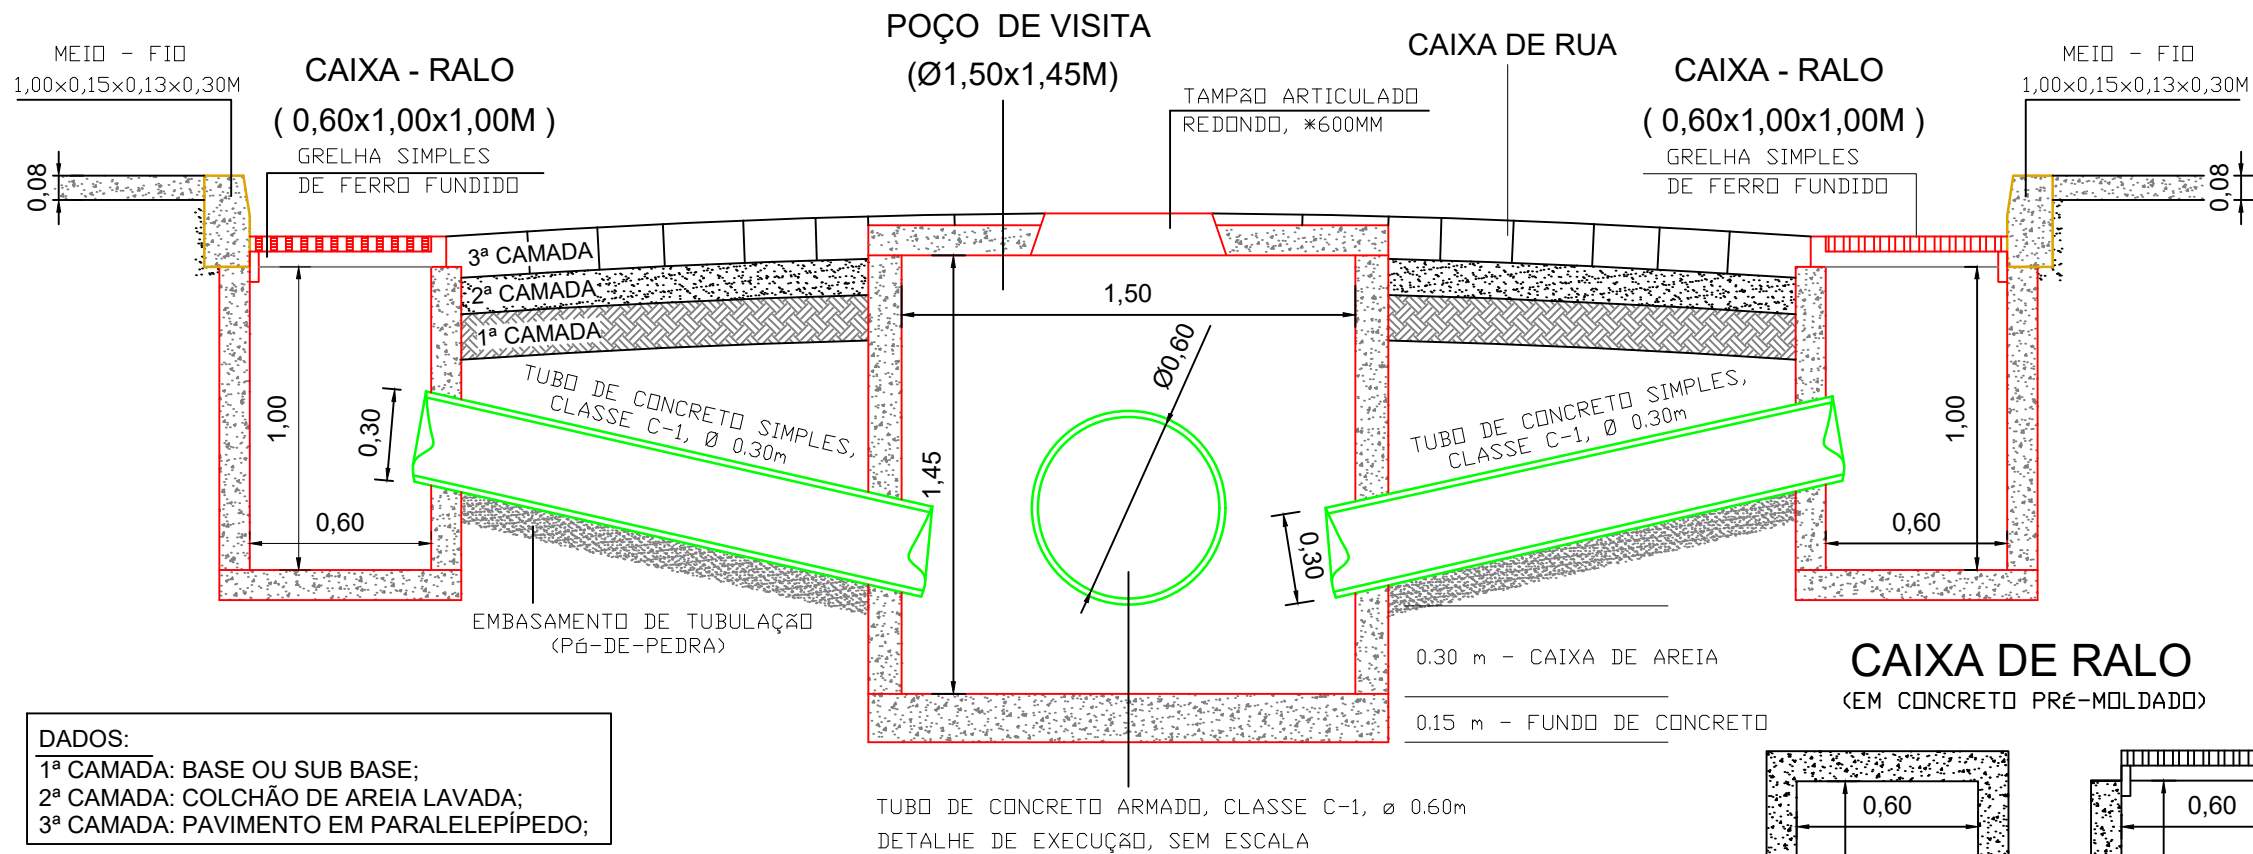 POÇO DE VISITA
(Ø1,50x1,45M)
MEIO - FIO
1,00x0,15x0,13x0,30M
CAIXA - RALO
( 0,60x1,00x1,00M )
GRELHA SIMPLES
DE FERRO FUNDIDO
TAMPãO ARTICULADO
REDONDO, *600MM
CAIXA DE RUA
CAIXA - RALO
( 0,60x1,00x1,00M )
GRELHA SIMPLES
DE FERRO FUNDIDO
MEIO - FIO
1,00x0,15x0,13x0,30M
0,08
0,08
3ª CAMADA
2ª CAMADA
1ª CAMADA
1,50
Ø0,60
1,00
0,30
TUBO DE CONCRETO SIMPLES,
CLASSE C-1, Ø 0.30m
1,45
TUBO DE CONCRETO SIMPLES,
CLASSE C-1, Ø 0.30m
1,00
0,60
0,30
0,60
EMBASAMENTO DE TUBULAÇãO
(Pó-DE-PEDRA)
0.30 m - CAIXA DE AREIA
0.15 m - FUNDO DE CONCRETO
CAIXA DE RALO
(EM CONCRETO PRé-MOLDADO)
DADOS:
1ª CAMADA: BASE OU SUB BASE;
2ª CAMADA: COLCHÃO DE AREIA LAVADA;
3ª CAMADA: PAVIMENTO EM PARALELEPÍPEDO;
TUBO DE CONCRETO ARMADO, CLASSE C-1, ø 0.60m
DETALHE DE EXECUÇãO, SEM ESCALA
0,60
0,60